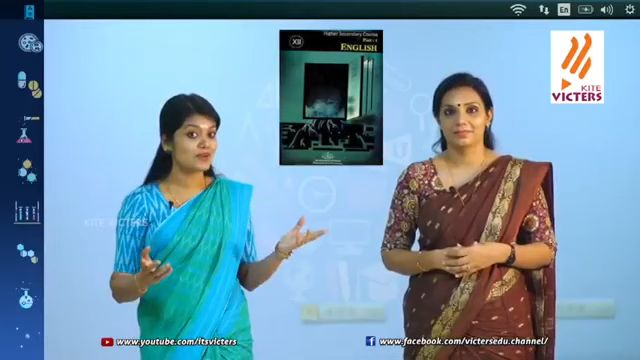 En
Higher Secondary Course
XII
ENGLISH
KITE
VICTERS
KITE VICTERS
www.youtube.com/itsvicters
www.facebook.com/victersedu.channel/